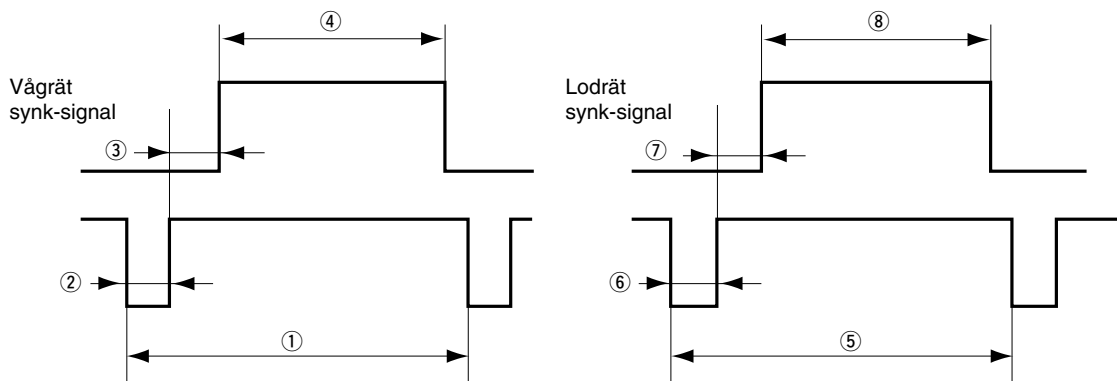 ④
Vågrät
synk-signal
③
②
①
⑧
Lodrät
synk-signal
⑦
⑥
⑤